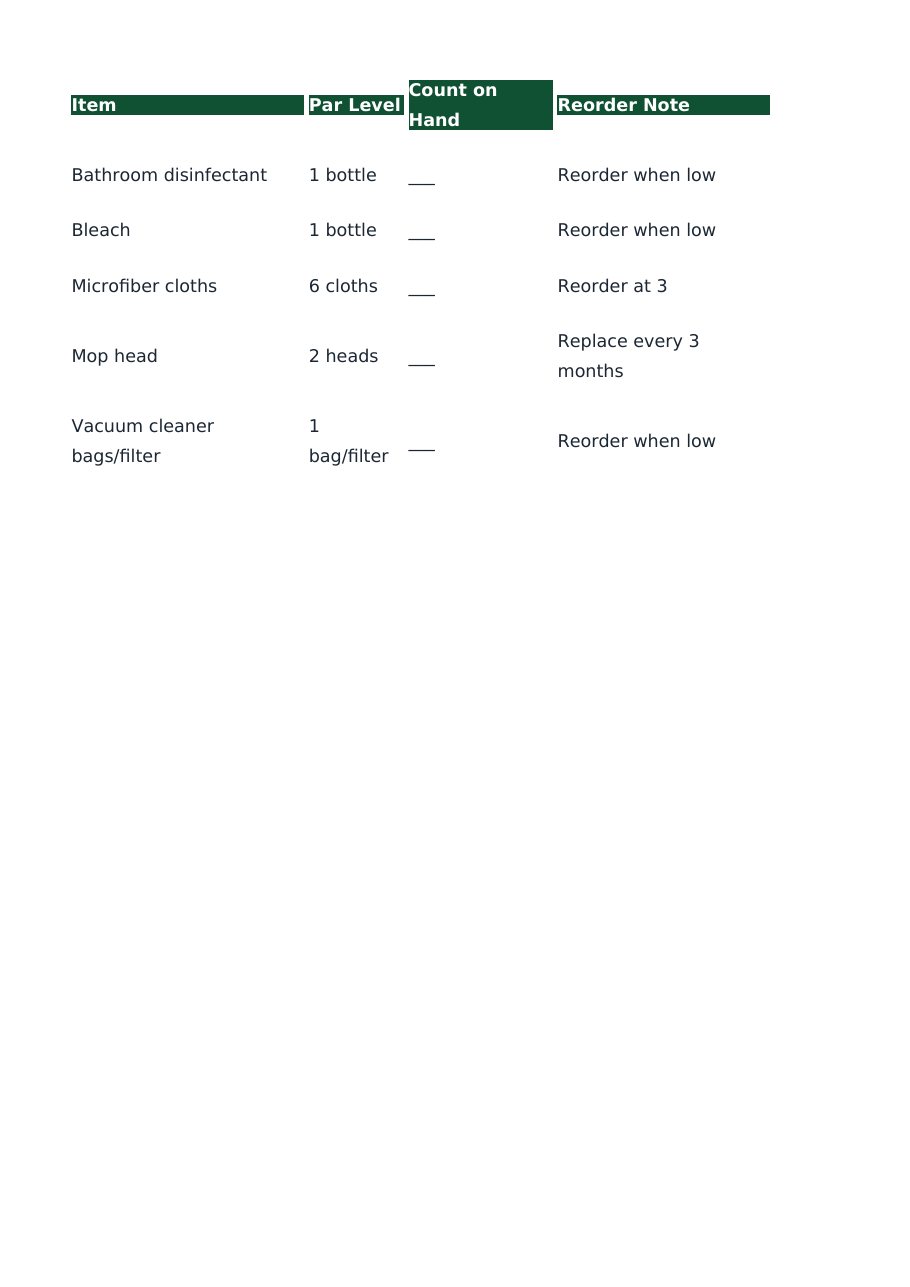 Item Par Level Count on
Hand Reorder Note
Bathroom disinfectant 1 bottle ___ Reorder when low
Bleach 1 bottle ___ Reorder when low
Microfiber cloths 6 cloths ___ Reorder at 3
Mop head 2 heads ___ Replace every 3
months
Vacuum cleaner
bags/filter 1
bag/filter ___ Reorder when low